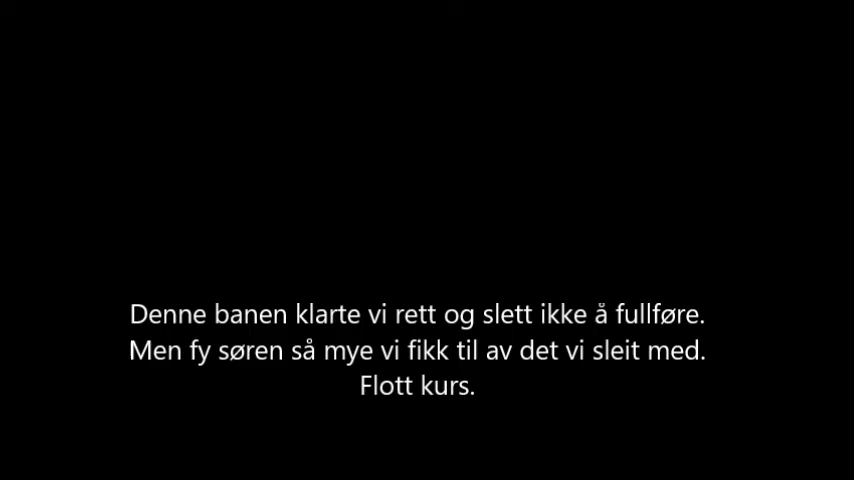 Denne banen klarte vi rett og slett ikke å fullføre.
Men fy søren så mye vi fikk til av det vi sleit med.
Flott kurs.